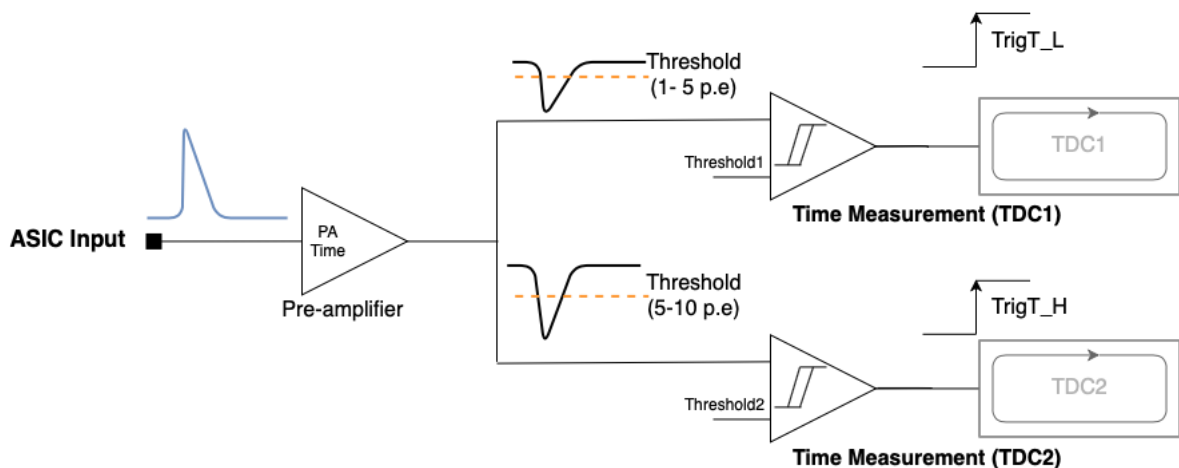 TrigT_L
Threshold
(1- 5 p.e)
TDC1
Threshold1
Time Measurement (TDC1)
ASIC Input
PA
Time
Pre-amplifier
Threshold
(5-10 p.e)
TrigT_H
TDC2
Threshold2
Time Measurement (TDC2)